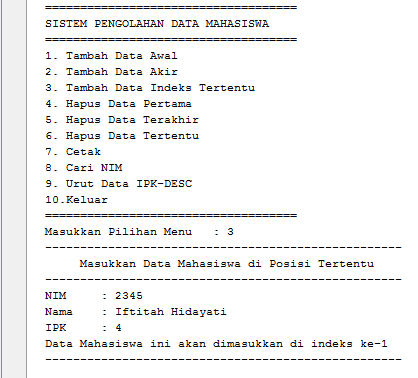 ====================================
SISTEM PENGOLAHAN DATA MAHASISWA
====================================
1. Tambah Data Awal
2. Tambah Data Akir
3. Tambah Data Indeks Tertentu
4. Hapus Data Pertama
5. Hapus Data Terakhir
6. Hapus Data Tertentu
7. Cetak
8. Cari NIM
9. Urut Data IPK-DESC
10.Keluar
====================================
Masukkan Pilihan Menu   : 3
---------------------------------------------------
     Masukkan Data Mahasiswa di Posisi Tertentu
---------------------------------------------------
NIM     : 2345
Nama    : Iftitah Hidayati
IPK     : 4
Data Mahasiswa ini akan dimasukkan di indeks ke-1
---------------------------------------------------